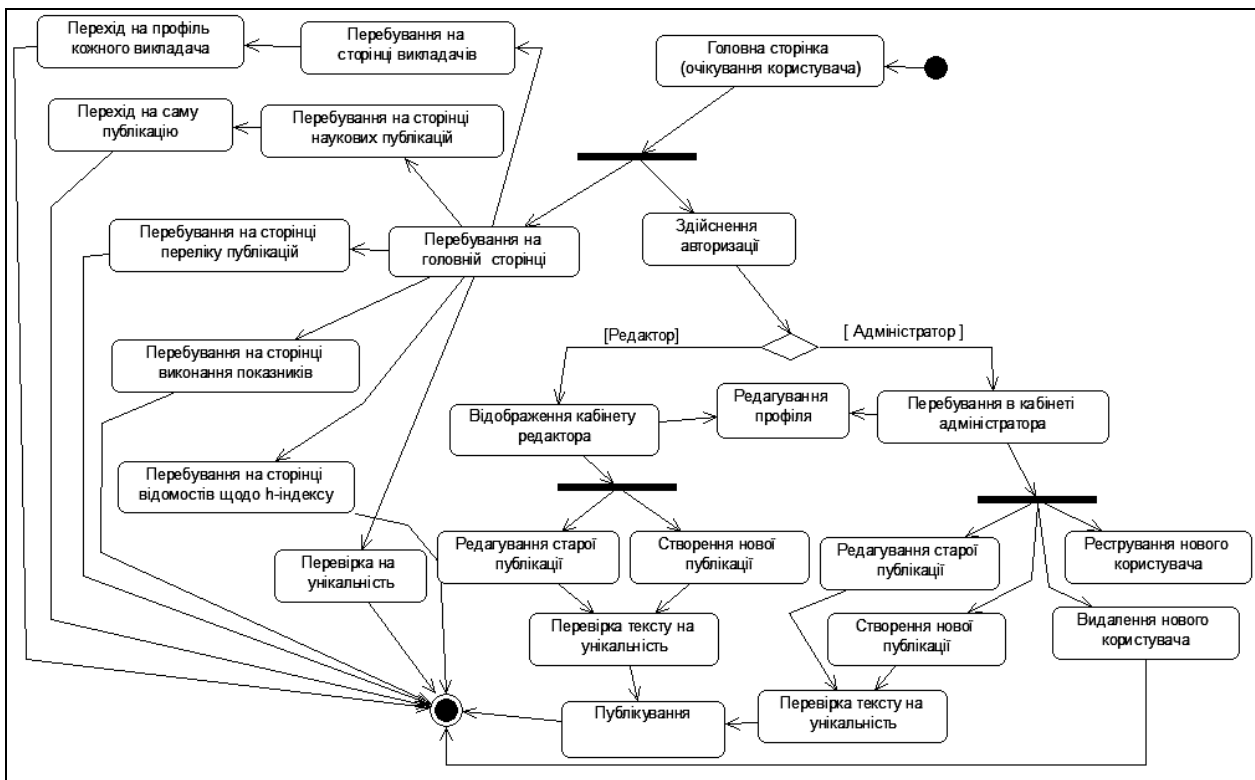 Перехід на профіль
кожного викладача
Перебування на
сторінці викладачів
Головна сторінка
(очікування користувача)
Перехід на саму
публікацію
Перебування на сторінці
наукових публікацій
Перебування на сторінці
переліку публікацій
Перебування на
головній сторінці
Здійснення
авторизації
[Редактор]
[ Адміністратор ]
Перебування на сторінці
виконання показників
Відображення кабінету
редактора
Редагування
профіля
Перебування в кабінеті
адміністратора
Перебування на сторінці
відомостів щодо h-індексу
Перевірка на
унікальність
Редагування старої
публікації
Створення нової
публікації
Редагування старої
публікації
Рестрування нового
користувача
Перевірка тексту на
унікальність
Створення нової
публікації
Видалення нового
користувача
Публікування
Перевірка тексту на
унікальність